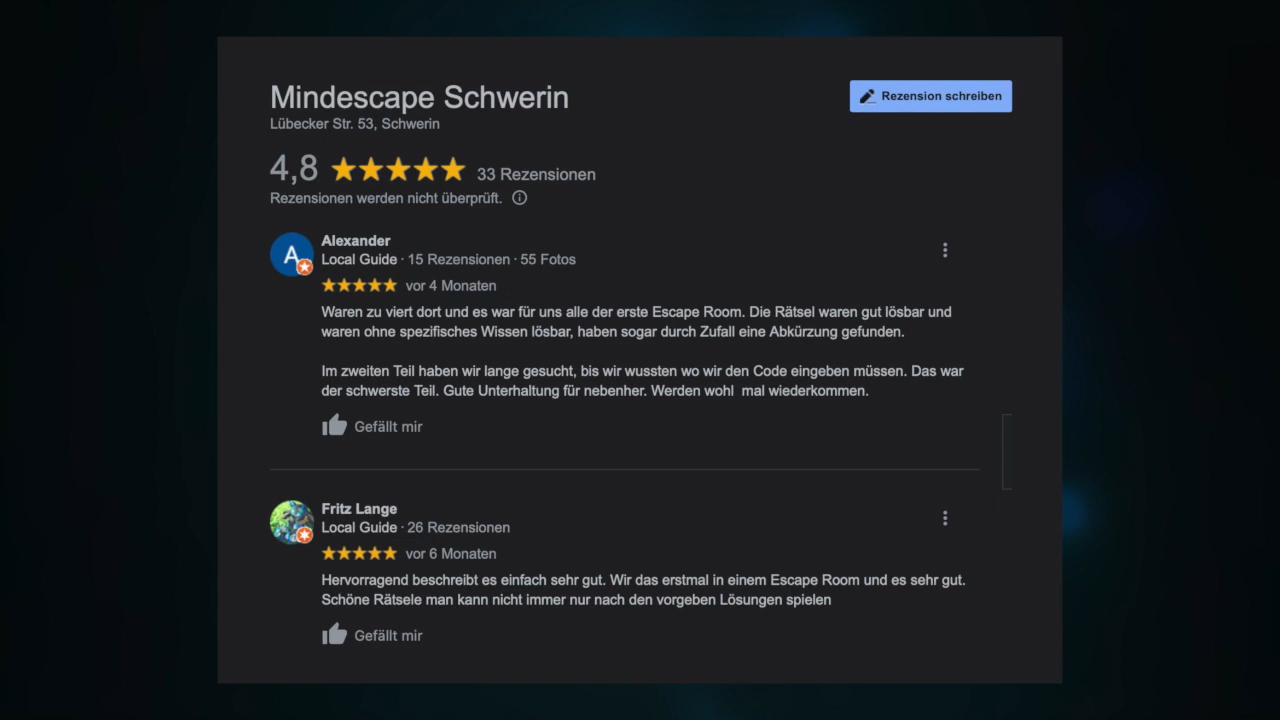 Mindescape Schwerin
Rezension schreiben
Lübecker Str. 53, Schwerin
4,8 33 Rezensionen
Rezensionen werden nicht überprüft.
A
Alexander
Local Guide · 15 Rezensionen · 55 Fotos
vor 4 Monaten
Waren zu viert dort und es war für uns alle der erste Escape Room. Die Rätsel waren gut lösbar und
waren ohne spezifisches Wissen lösbar, haben sogar durch Zufall eine Abkürzung gefunden.
Im zweiten Teil haben wir lange gesucht, bis wir wussten wo wir den Code eingeben müssen. Das war
der schwerste Teil. Gute Unterhaltung für nebenher. Werden wohl  mal wiederkommen.
Gefällt mir
Fritz Lange
Local Guide · 26 Rezensionen
vor 6 Monaten
Hervorragend beschreibt es einfach sehr gut. Wir das erstmal in einem Escape Room und es sehr gut.
Schöne Rätsele man kann nicht immer nur nach den vorgeben Lösungen spielen
Gefällt mir